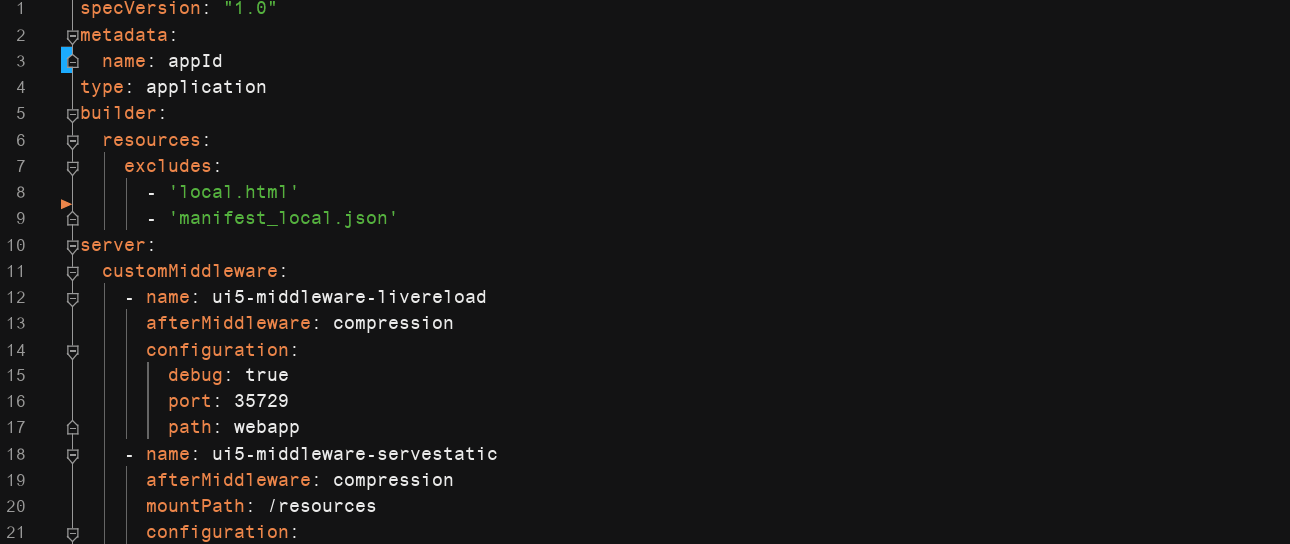 1 specVersion: "1.0"
2 metadata:
3   name: appId
4 type: application
5 builder:
6   resources:
7     excludes:
8       - 'local.html'
9       - 'manifest_local.json'
10 server:
11   customMiddleware:
12     - name: ui5-middleware-livereload
13       afterMiddleware: compression
14       configuration:
15         debug: true
16         port: 35729
17         path: webapp
18     - name: ui5-middleware-servestatic
19       afterMiddleware: compression
20       mountPath: /resources
21       configuration: